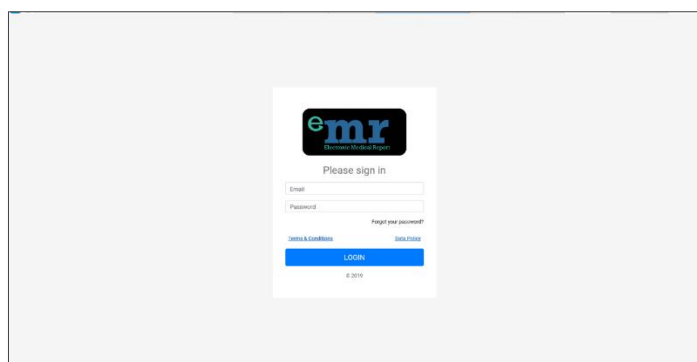 emr
Electronic Medical Report
Please sign in
Email
Password
Forgot your password?
Terms & Conditions
Data Policy
LOGIN
© 2019